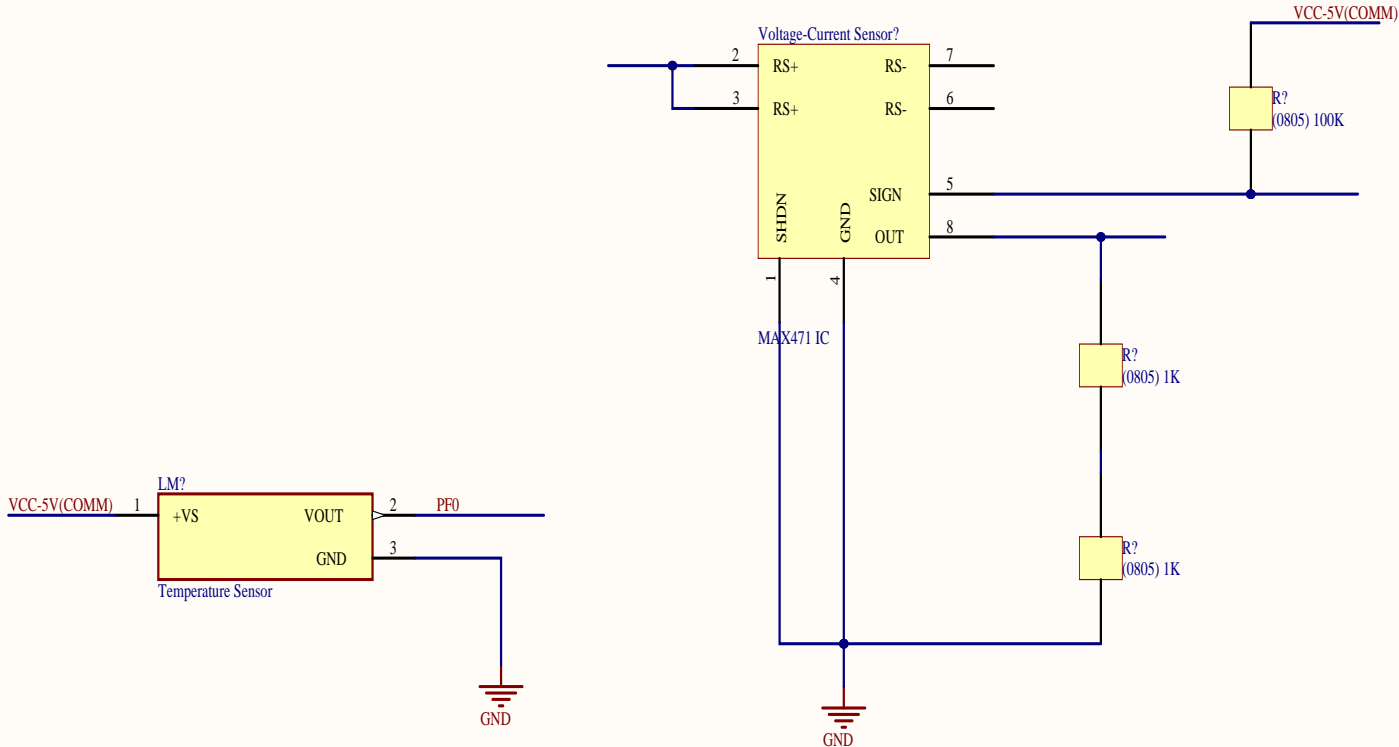 VCC-5V(COMM)
Voltage-Current Sensor?
2 RS+ RS- 7
3 RS+ RS- 6
R?
(0805) 100K
SIGN 5
SHDN GND OUT 8
1 4
MAX471 IC
R?
(0805) 1K
LM?
VCC-5V(COMM) 1 +VS VOUT 2 PF0
GND 3
Temperature Sensor
R?
(0805) 1K
GND
GND